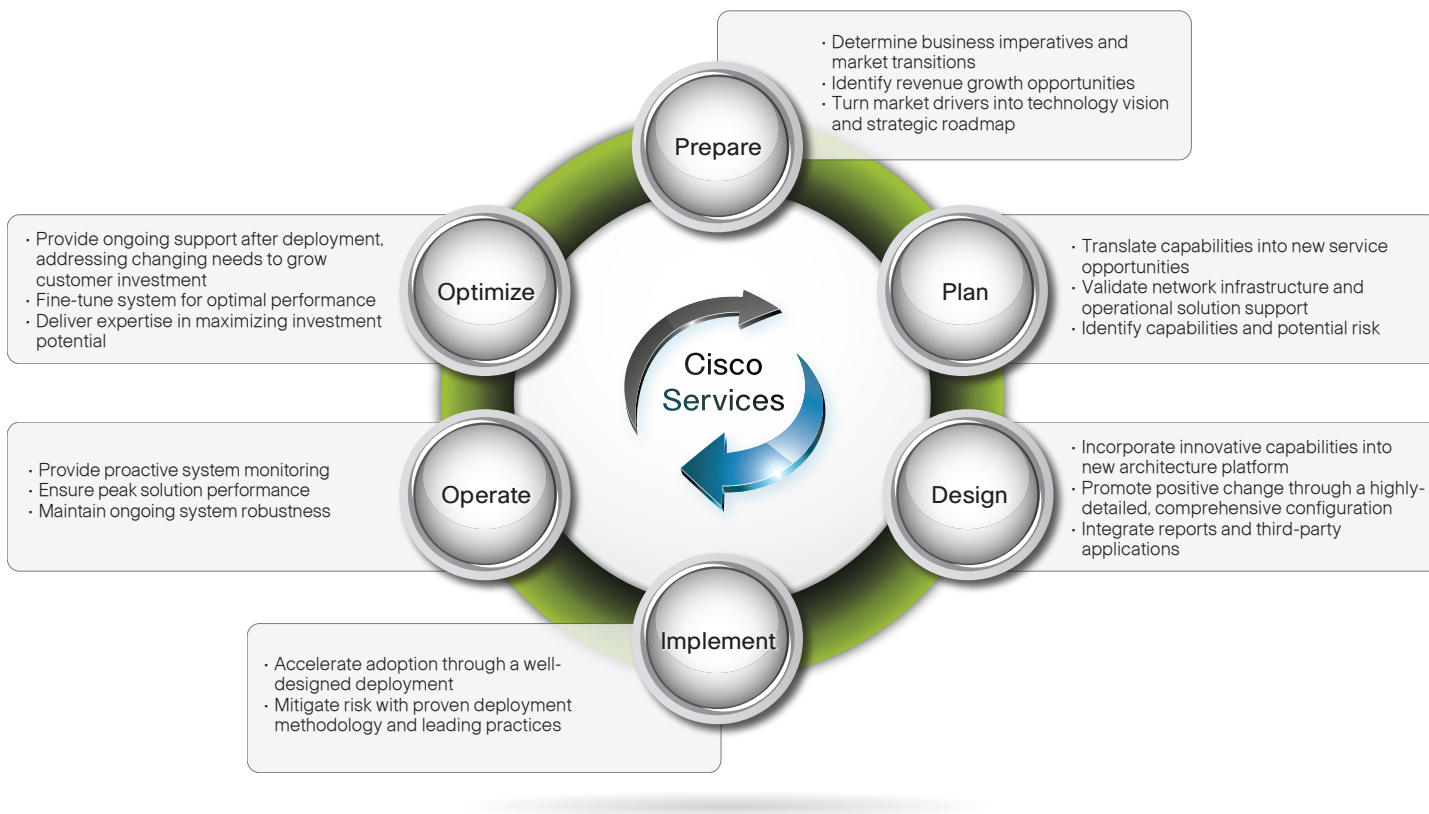 Prepare
· Determine business imperatives and
market transitions
· Identify revenue growth opportunities
· Turn market drivers into technology vision
and strategic roadmap
Plan
· Translate capabilities into new service
opportunities
· Validate network infrastructure and
operational solution support
· Identify capabilities and potential risk
Design
· Incorporate innovative capabilities into
new architecture platform
· Promote positive change through a highly-
detailed, comprehensive configuration
· Integrate reports and third-party
applications
Implement
· Accelerate adoption through a well-
designed deployment
· Mitigate risk with proven deployment
methodology and leading practices
Operate
· Provide proactive system monitoring
· Ensure peak solution performance
· Maintain ongoing system robustness
Optimize
· Provide ongoing support after deployment,
addressing changing needs to grow
customer investment
· Fine-tune system for optimal performance
· Deliver expertise in maximizing investment
potential
Cisco
Services